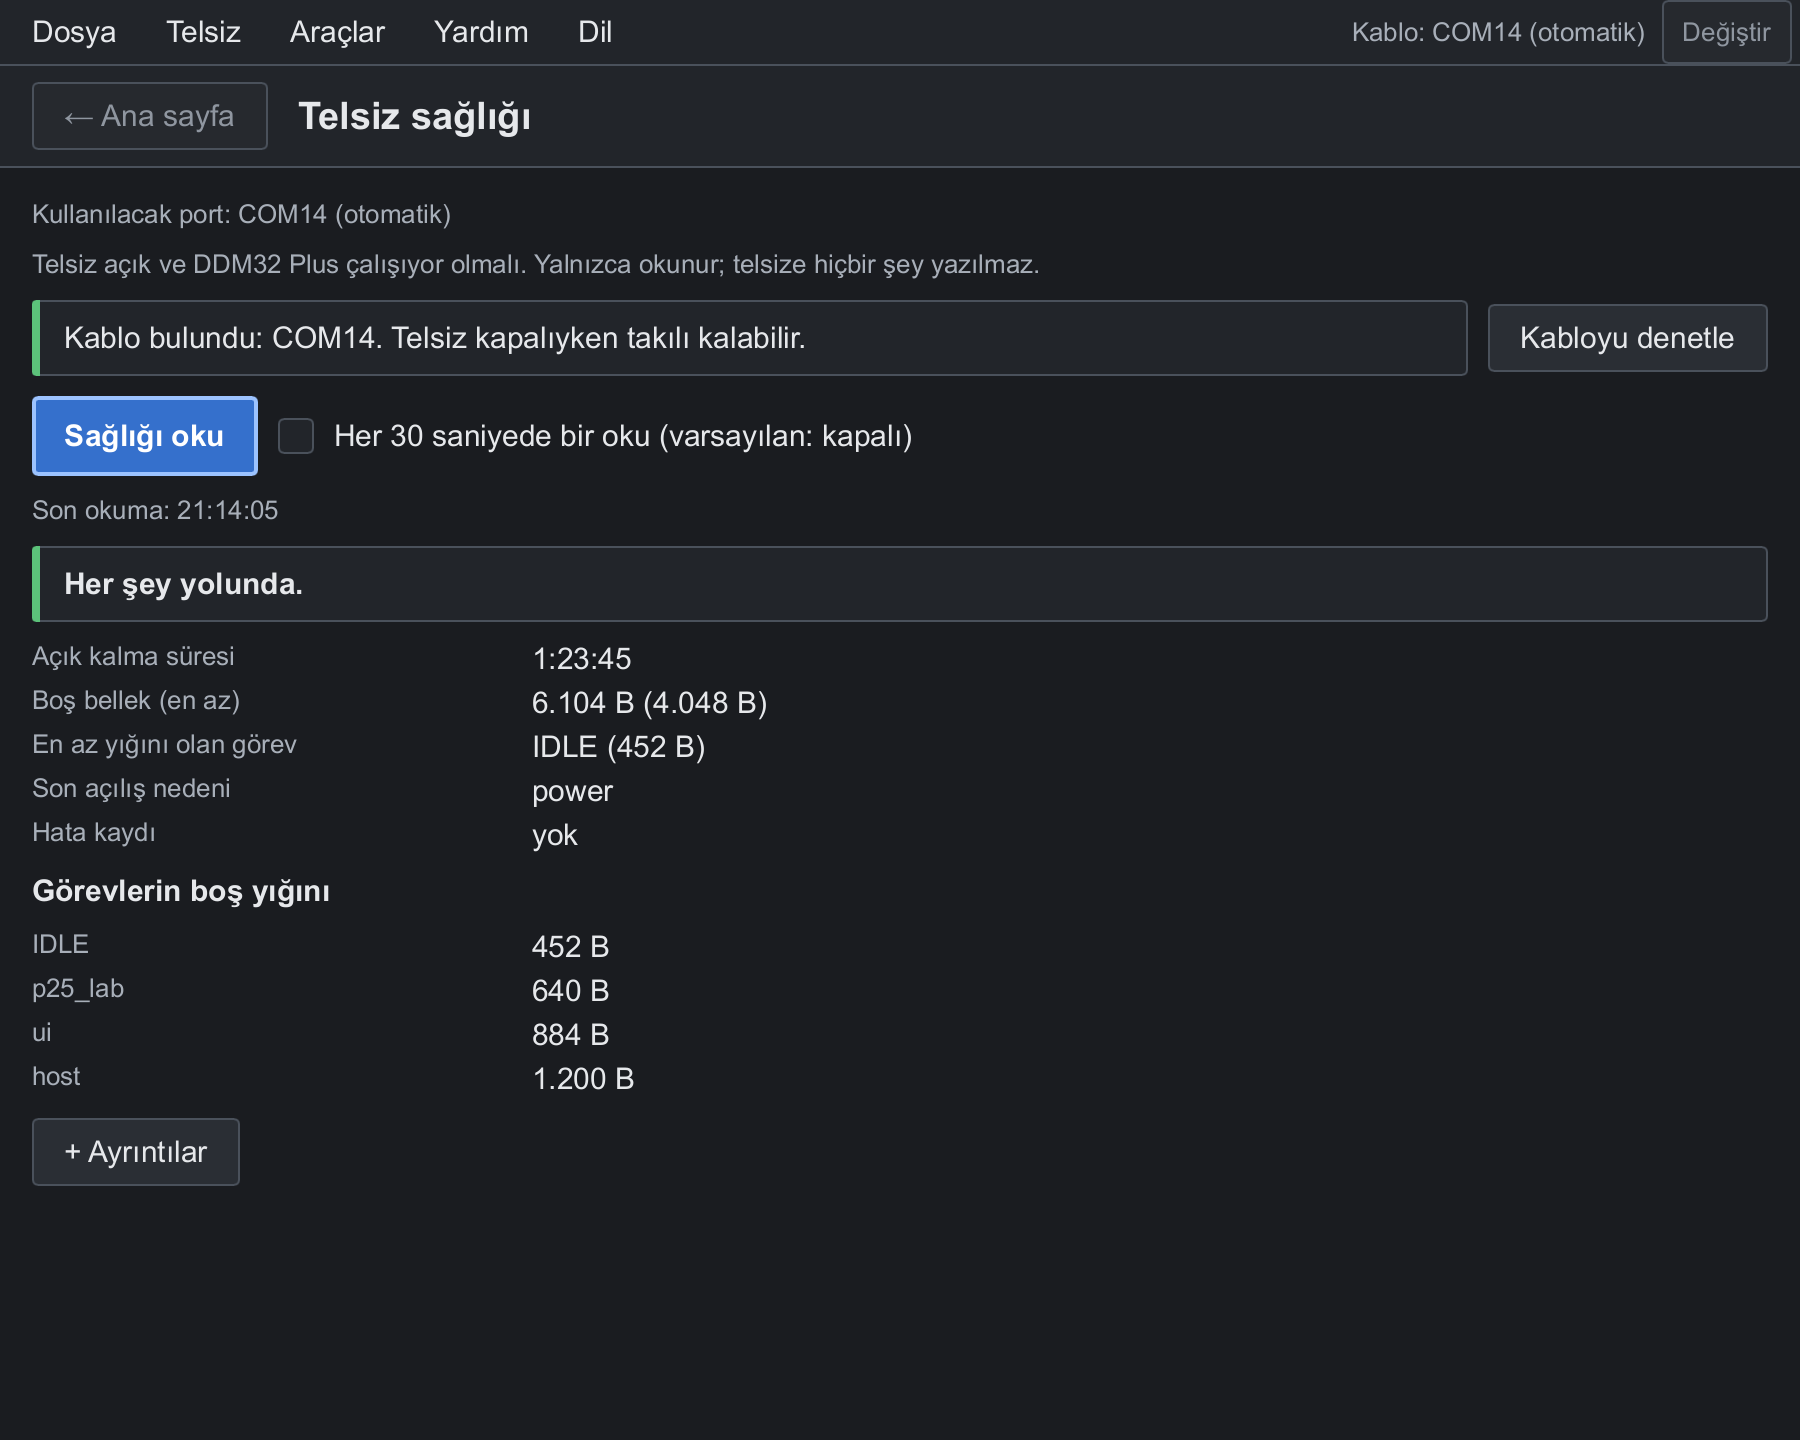 Dosya Telsiz Araçlar Yardım Dil Kablo: COM14 (otomatik) Değiştir
← Ana sayfa Telsiz sağlığı
Kullanılacak port: COM14 (otomatik)
Telsiz açık ve DDM32 Plus çalışıyor olmalı. Yalnızca okunur; telsize hiçbir şey yazılmaz.
Kablo bulundu: COM14. Telsiz kapalıyken takılı kalabilir. Kabloyu denetle
Sağlığı oku Her 30 saniyede bir oku (varsayılan: kapalı)
Son okuma: 21:14:05
Her şey yolunda.
Açık kalma süresi 1:23:45
Boş bellek (en az) 6.104 B (4.048 B)
En az yığını olan görev IDLE (452 B)
Son açılış nedeni power
Hata kaydı yok
Görevlerin boş yığını
IDLE 452 B
p25_lab 640 B
ui 884 B
host 1.200 B
+ Ayrıntılar